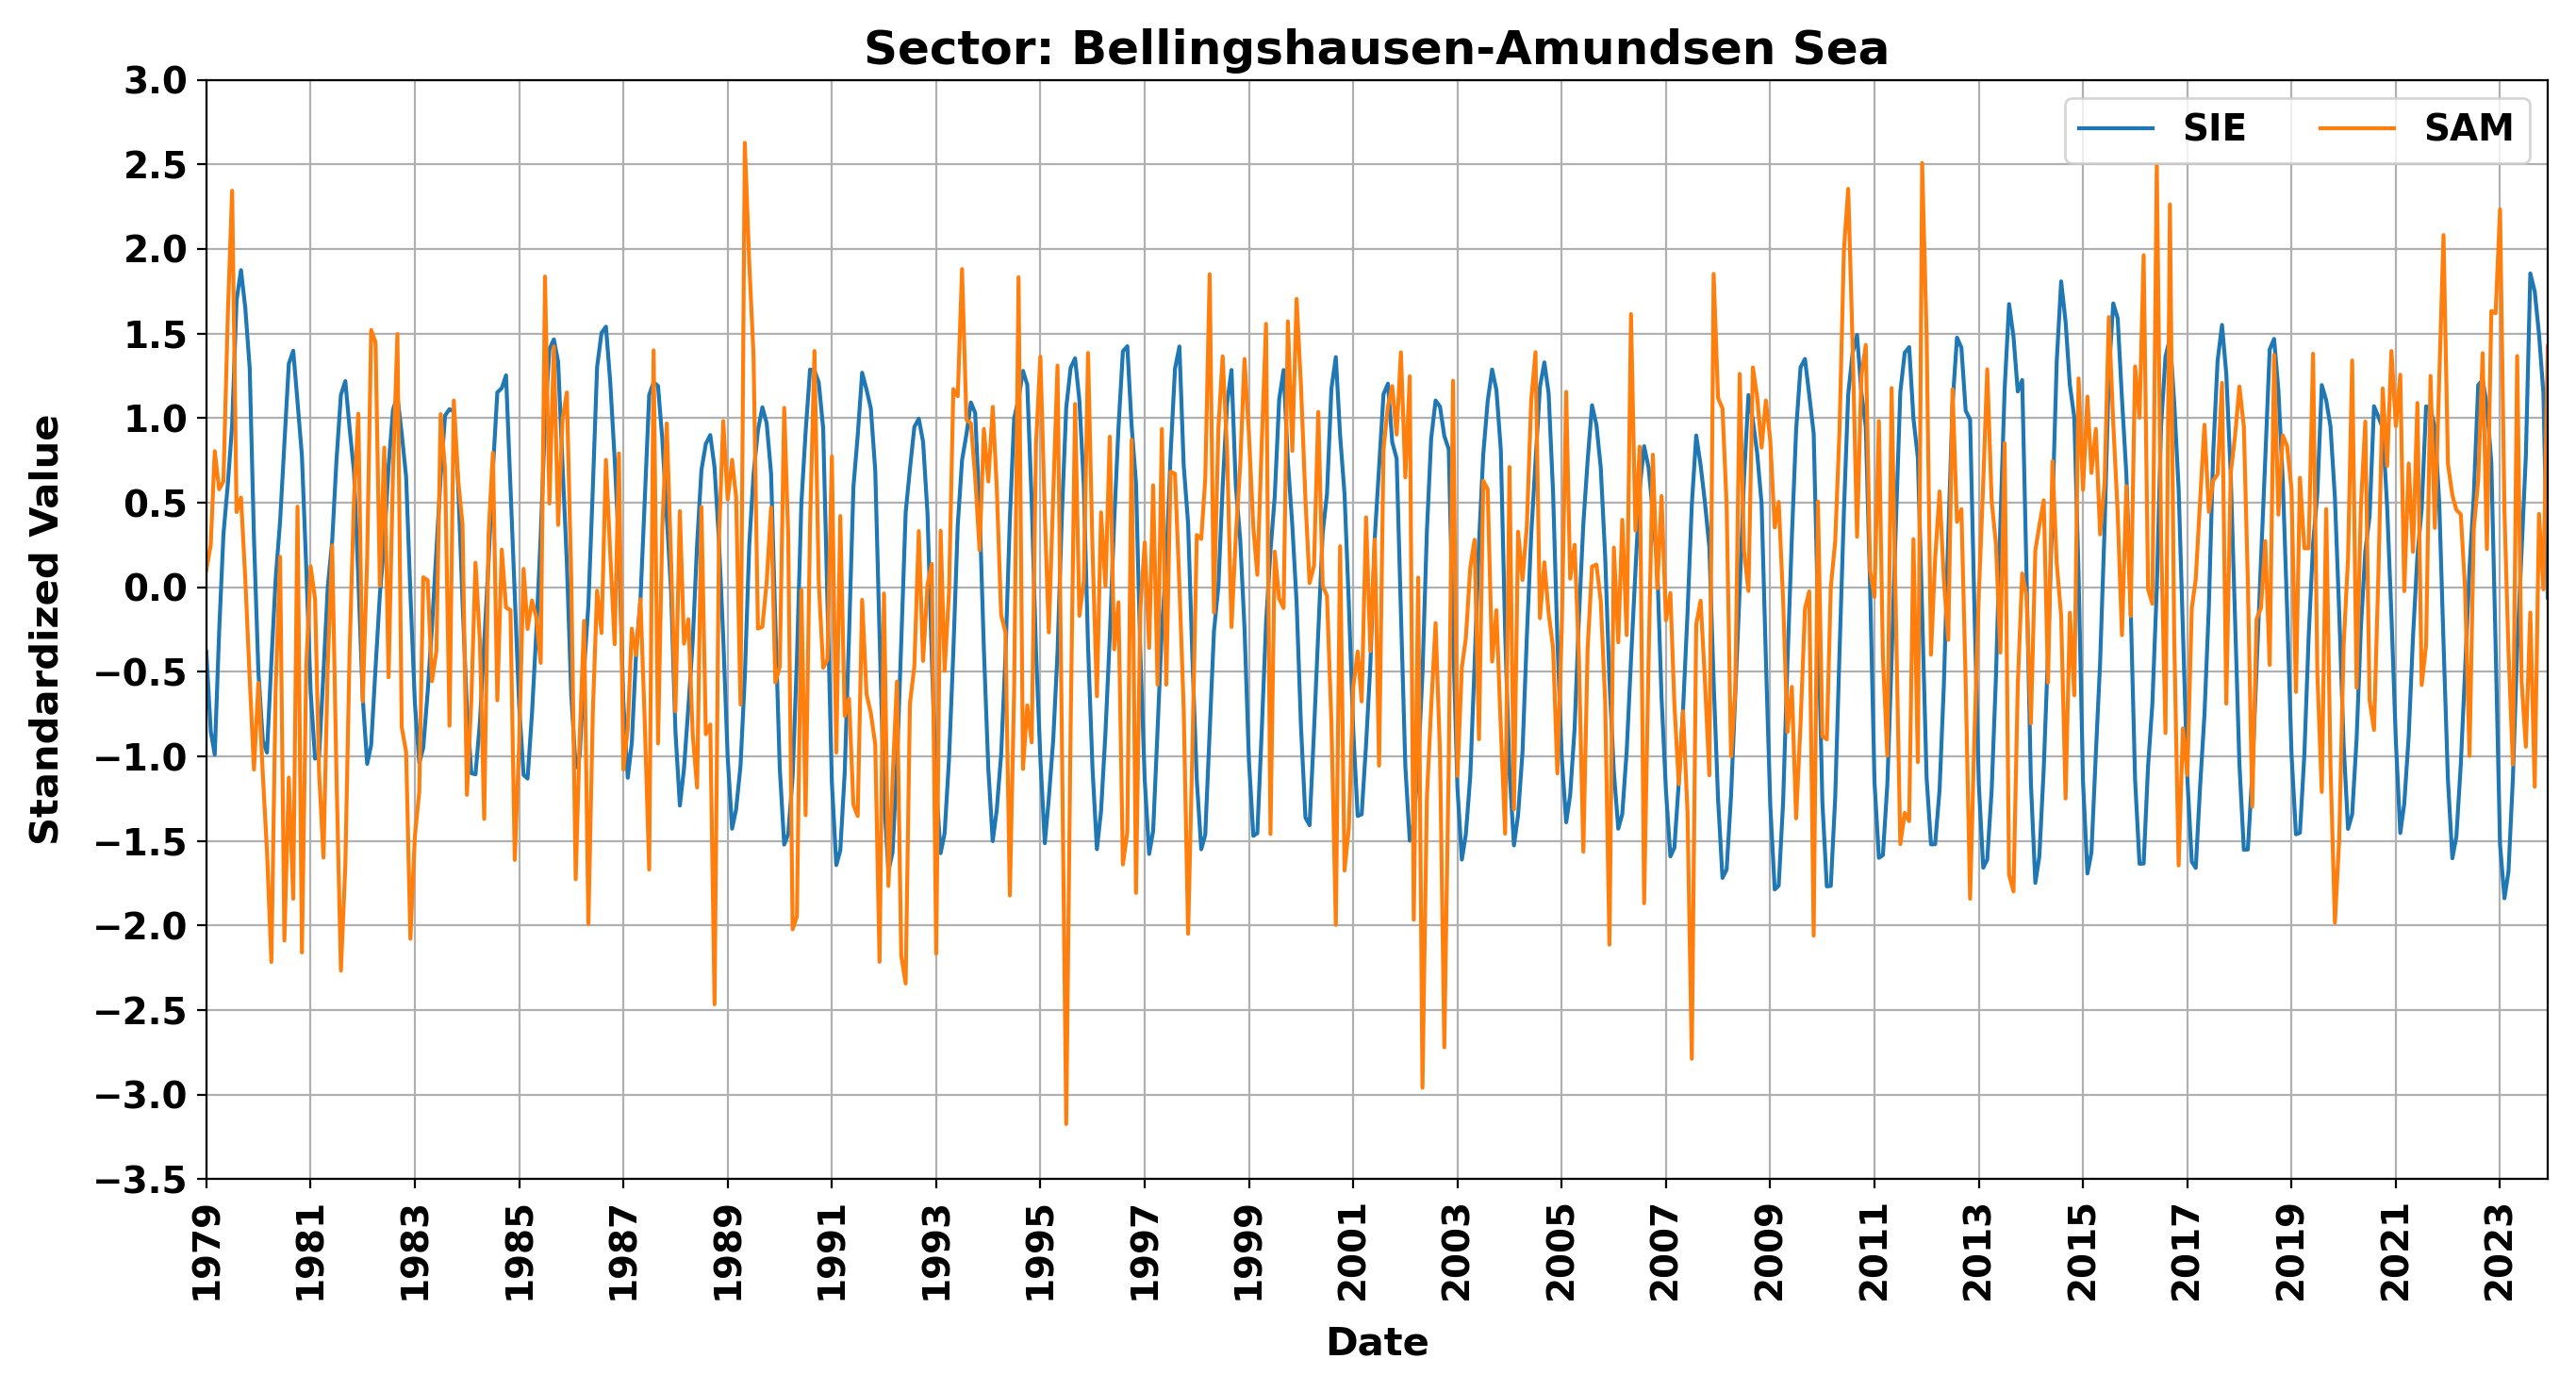 Sector: Bellingshausen-Amundsen Sea
SIE SAM
3.0
2.5
2.0
1.5
1.0
0.5
0.0
−0.5
−1.0
−1.5
−2.0
−2.5
−3.0
−3.5
Standardized Value
1979 1981 1983 1985 1987 1989 1991 1993 1995 1997 1999 2001 2003 2005 2007 2009 2011 2013 2015 2017 2019 2021 2023
Date